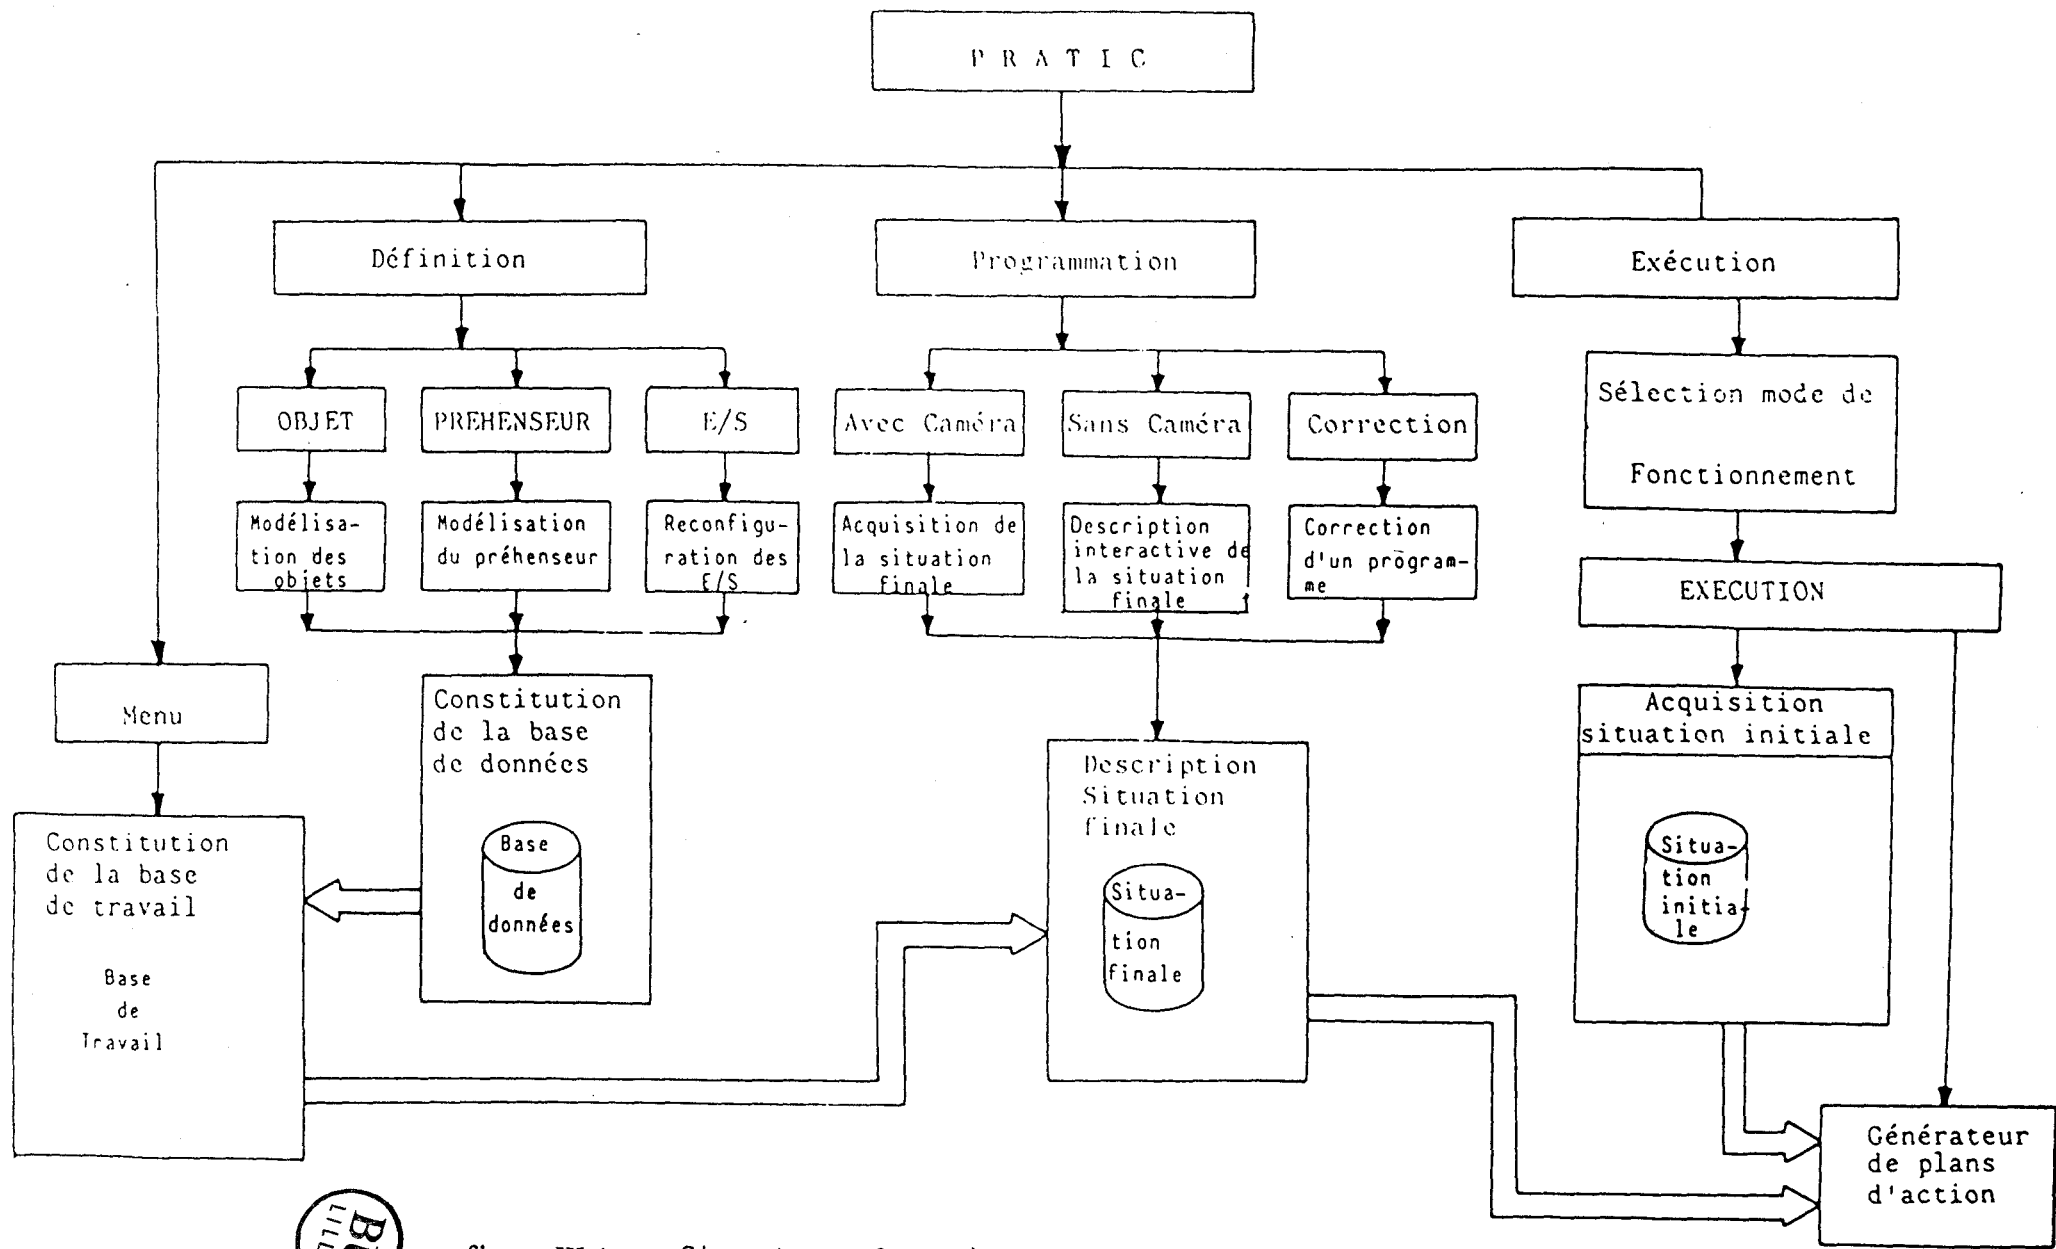 P R A T I C
Définition
Programmation
Exécution
OBJET
PREHENSEUR
E/S
Avec Caméra
Sans Caméra
Correction
Sélection mode de
Fonctionnement
Modélisa-
tion des
objets
Modélisation
du préhenseur
Reconfigu-
ration des
E/S
Acquisition de
la situation
finale
Description
interactive de
la situation
finale
Correction
d'un program-
me
EXECUTION
Menu
Constitution
de la base
de données
Base
de
données
Description
Situation
finale
Situa-
tion
finale
Acquisition
situation initiale
Situa-
tion
initia-
le
Constitution
de la base
de travail
Base
de
Travail
Générateur
de plans
d'action
LILL